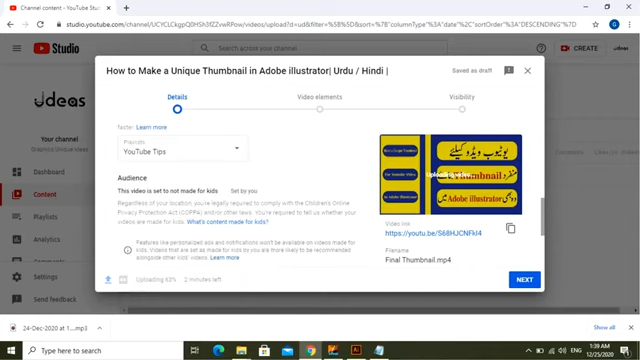 Channel content - YouTube Stu
studio.youtube.com/channel/UCYCLCkgpQ0HSh3fZZvwRPow/videos/upload?d=ud&filter=%5B%5D&sort=%7B"columnType"%3A"date"%2C"sortOrder"%3A"DESCENDING"%7D
Studio
Search across your channel
CREATE
Your channel
Graphics Unique Ideas
Dashboard
Content
Playlists
Analytics
Comments
Settings
Feedback
How to Make a Unique Thumbnail in Adobe illustrator| Urdu / Hindi |
Saved as draft
Details
Video elements
Visibility
faster. Learn more
Playlists
YouTube Tips
Audience
This video is set to not made for kids
Set by you
Regardless of your location, you're legally required to comply with the Children's Online
Privacy Protection Act (COPPA) and/or other laws. You're required to tell us whether your
videos are made for kids. What's content made for kids?
Features like personalized ads and notifications won't be available on videos made for
kids. Videos that are set as made for kids by you are more likely to be recommended
alongside other kids' videos. Learn more
یوٹیوب ویڈیو کیلئے
منفرد Thumbnail
Adobe illustrator میں
Uploading video...
Video link
https://youtu.be/S68HJCNFkI4
Filename
Final Thumbnail.mp4
Uploading 63% ... 2 minutes left
NEXT
24-Dec-2020 at 1....mp3
Show all
Type here to search
ENG
1:39 AM
12/25/2020